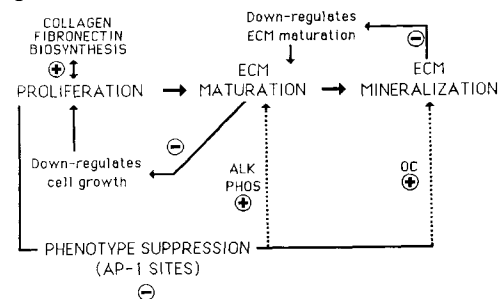 COLLAGEN
FIBRONECTIN
BIOSYNTHESIS
+
PROLIFERATION
Down-regulates
cell growth
−
ECM
MATURATION
Down-regulates
ECM maturation
−
ECM
MINERALIZATION
ALK
PHOS
+
OC
+
PHENOTYPE SUPPRESSION
(AP-1 SITES)
−